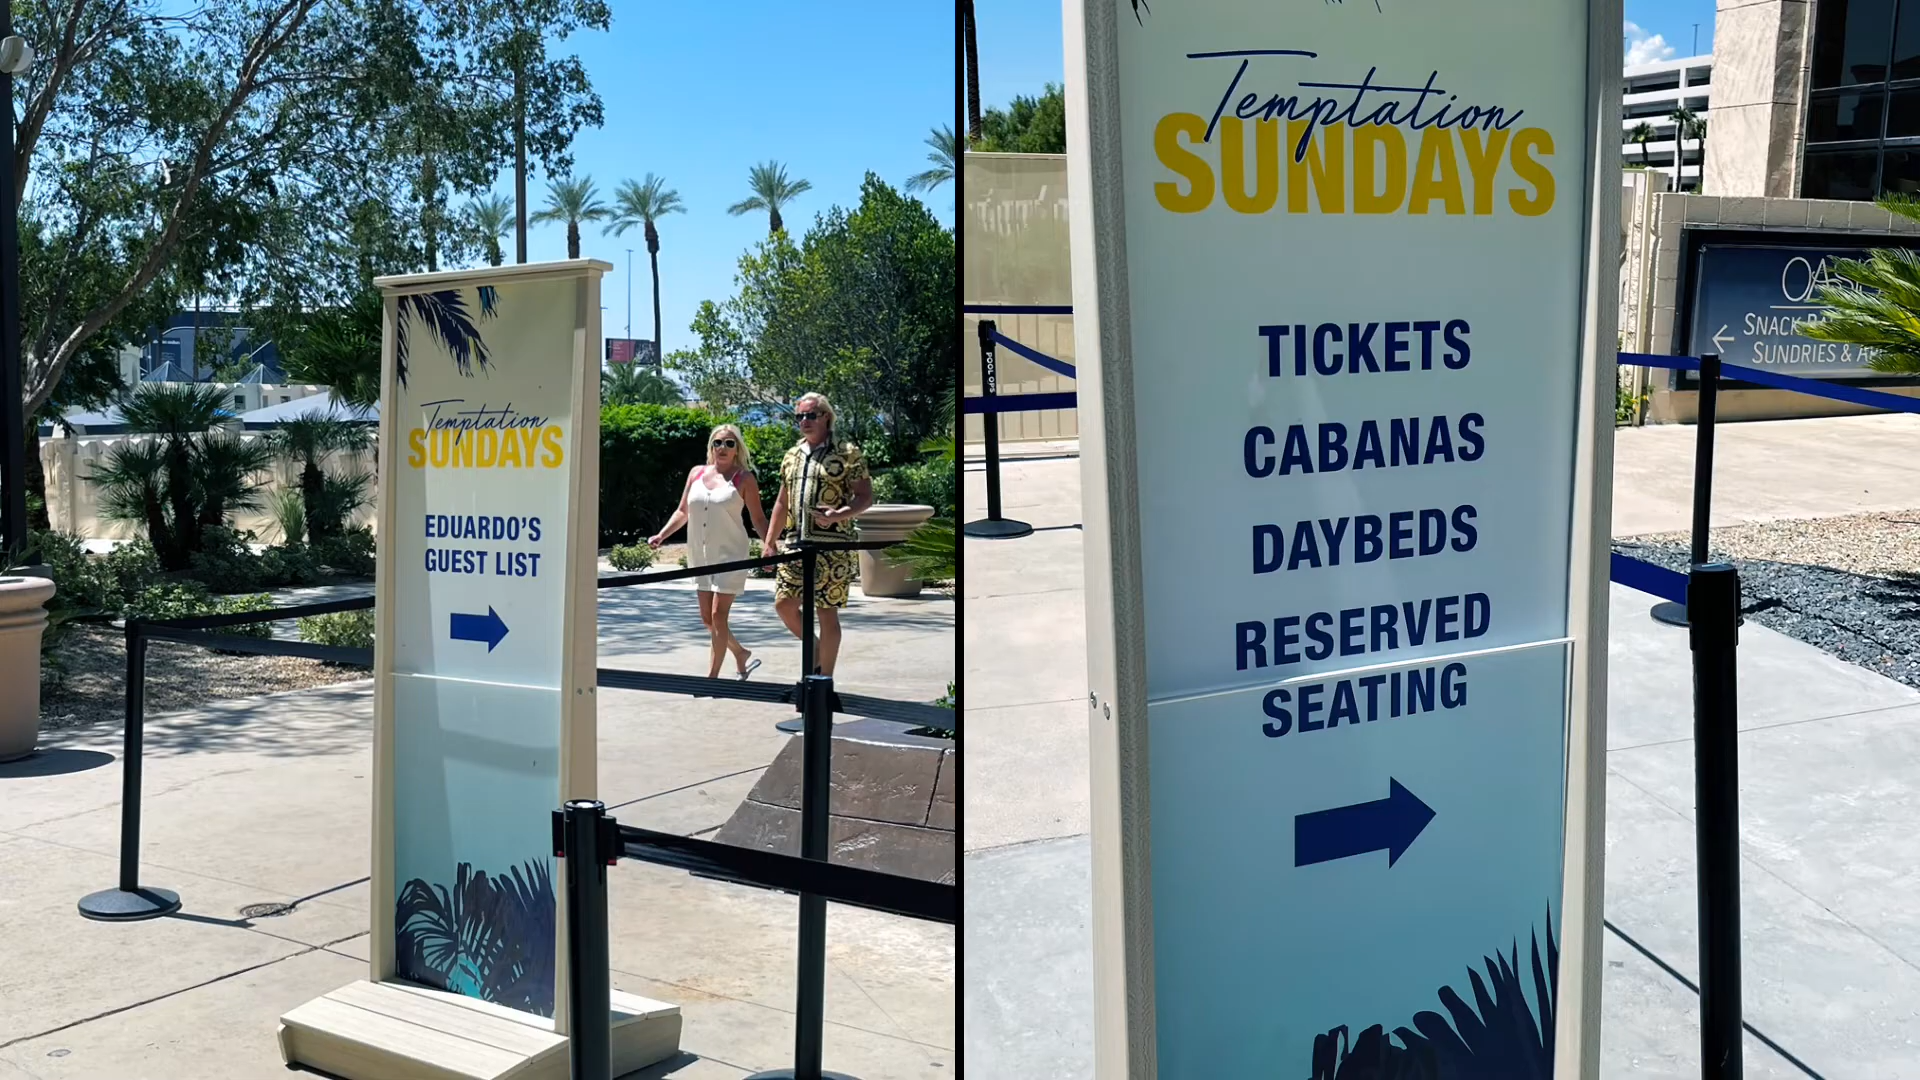 Temptation
SUNDAYS
EDUARDO'S
GUEST LIST
Temptation
SUNDAYS
TICKETS
CABANAS
DAYBEDS
RESERVED
SEATING
POOL OPS
SNACK
SUNDRIES &